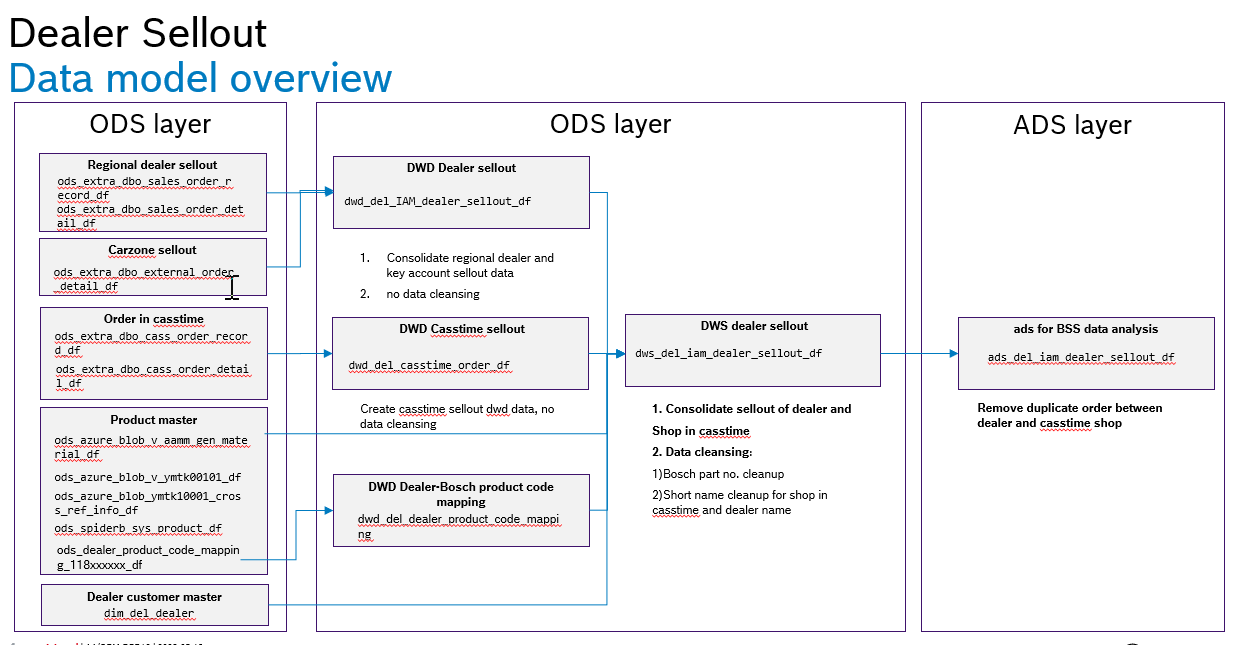 Dealer Sellout
Data model overview
ODS layer
Regional dealer sellout
ods_extra_dbo_sales_order_r
ecord_df
ods_extra_dbo_sales_order_det
ail_df
Carzone sellout
ods_extra_dbo_external_order
_detail_df
Order in casstime
ods_extra_dbo_cass_order_recor
d_df
ods_extra_dbo_cass_order_detai
l_df
Product master
ods_azure_blob_v_aamm_gen_mate
rial_df
ods_azure_blob_v_ymtk00101_df
ods_azure_blob_ymtk10001_cros
s_ref_info_df
ods_spiderb_sys_product_df
ods_dealer_product_code_mappin
g_118xxxxxx_df
Dealer customer master
dim_del_dealer
ODS layer
DWD Dealer sellout
dwd_del_IAM_dealer_sellout_df
1. Consolidate regional dealer and
key account sellout data
2. no data cleansing
DWD Casstime sellout
dwd_del_casstime_order_df
Create casstime sellout dwd data, no
data cleansing
DWD Dealer-Bosch product code
mapping
dwd_del_dealer_product_code_mappi
ng
DWS dealer sellout
dws_del_iam_dealer_sellout_df
1. Consolidate sellout of dealer and
Shop in casstime
2. Data cleansing:
1)Bosch part no. cleanup
2)Short name cleanup for shop in
casstime and dealer name
ADS layer
ads for BSS data analysis
ads_del_iam_dealer_sellout_df
Remove duplicate order between
dealer and casstime shop